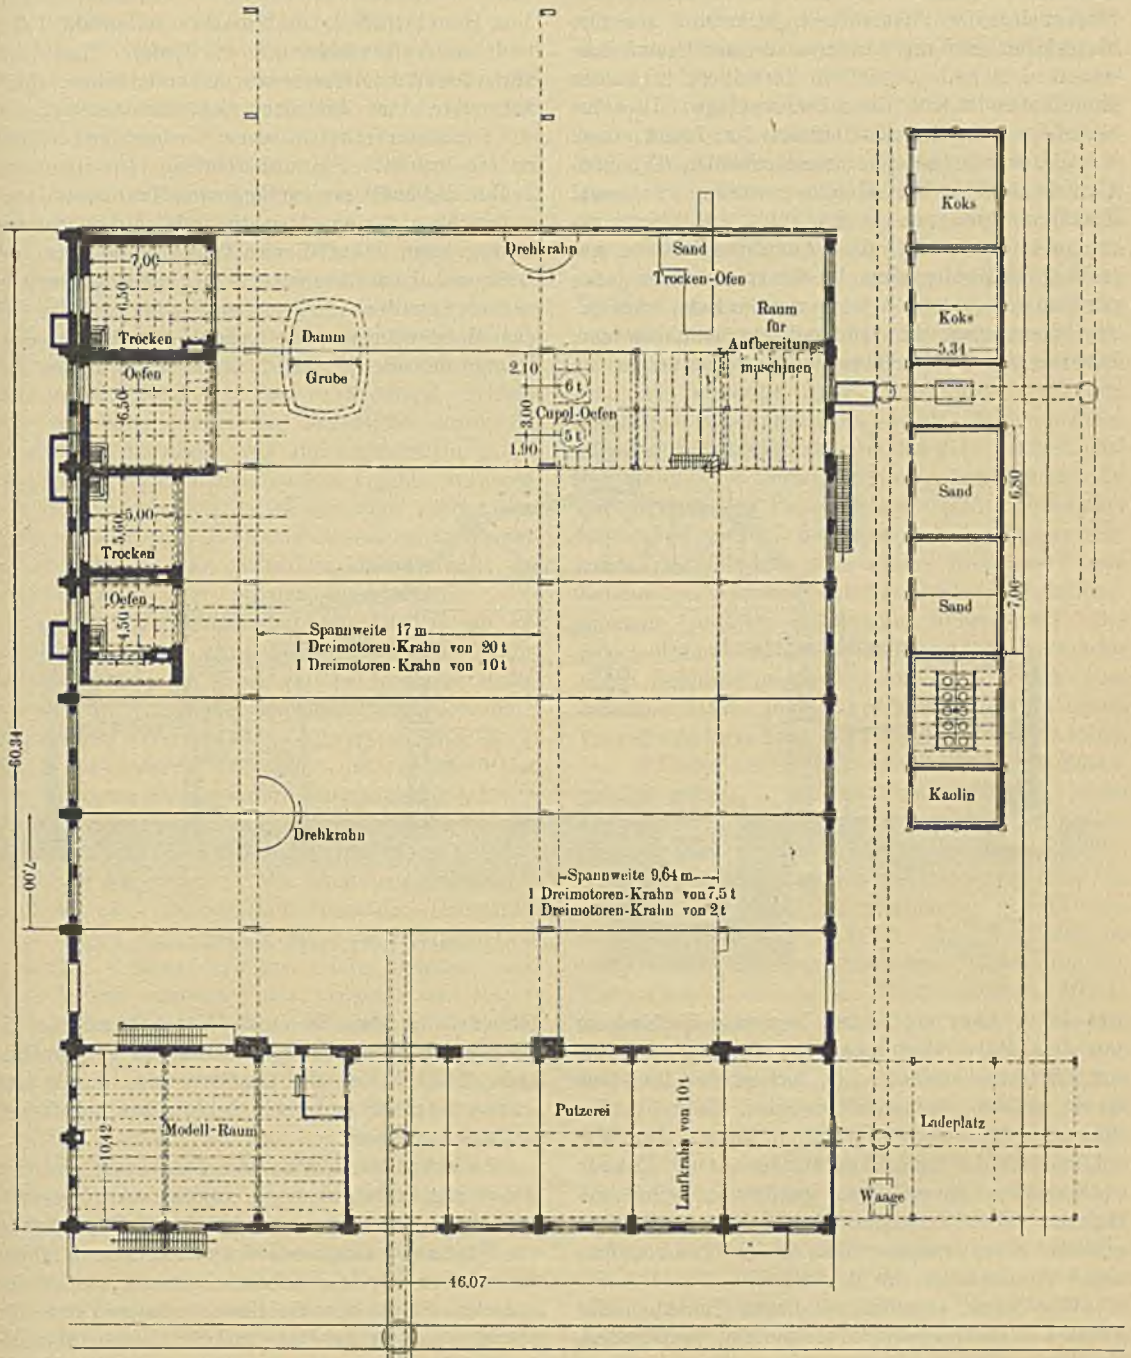 Koks
Drehkrahn
Sand
Trocken-Ofen
7,00
6,50
Trocken
Oefen
6,50
Damm
Grube
Raum
für
Aufbereitung
maschinen
Koks
5,34
2,10
6 t
3,00
Cupol-Oefen
5 t
1,90
Sand
6,80
5,00
5,60
Trocken
Oefen
4,50
Sand
7,00
Spannweite 17 m
1 Dreimotoren-Krahn von 20 t
1 Dreimotoren-Krahn von 10 t
60,34
Kaolin
Drehkrahn
7,00
Spannweite 9,64 m
1 Dreimotoren-Krahn von 7,5 t
1 Dreimotoren-Krahn von 2 t
10,42
Modell-Raum
Putzerei
Laufkrahn von 10 t
Ladeplatz
Waage
46,07